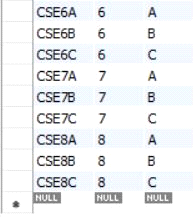 CSE6A 6 A
CSE6B 6 B
CSE6C 6 C
CSE7A 7 A
CSE7B 7 B
CSE7C 7 C
CSE8A 8 A
CSE8B 8 B
CSE8C 8 C
NULL NULL NULL